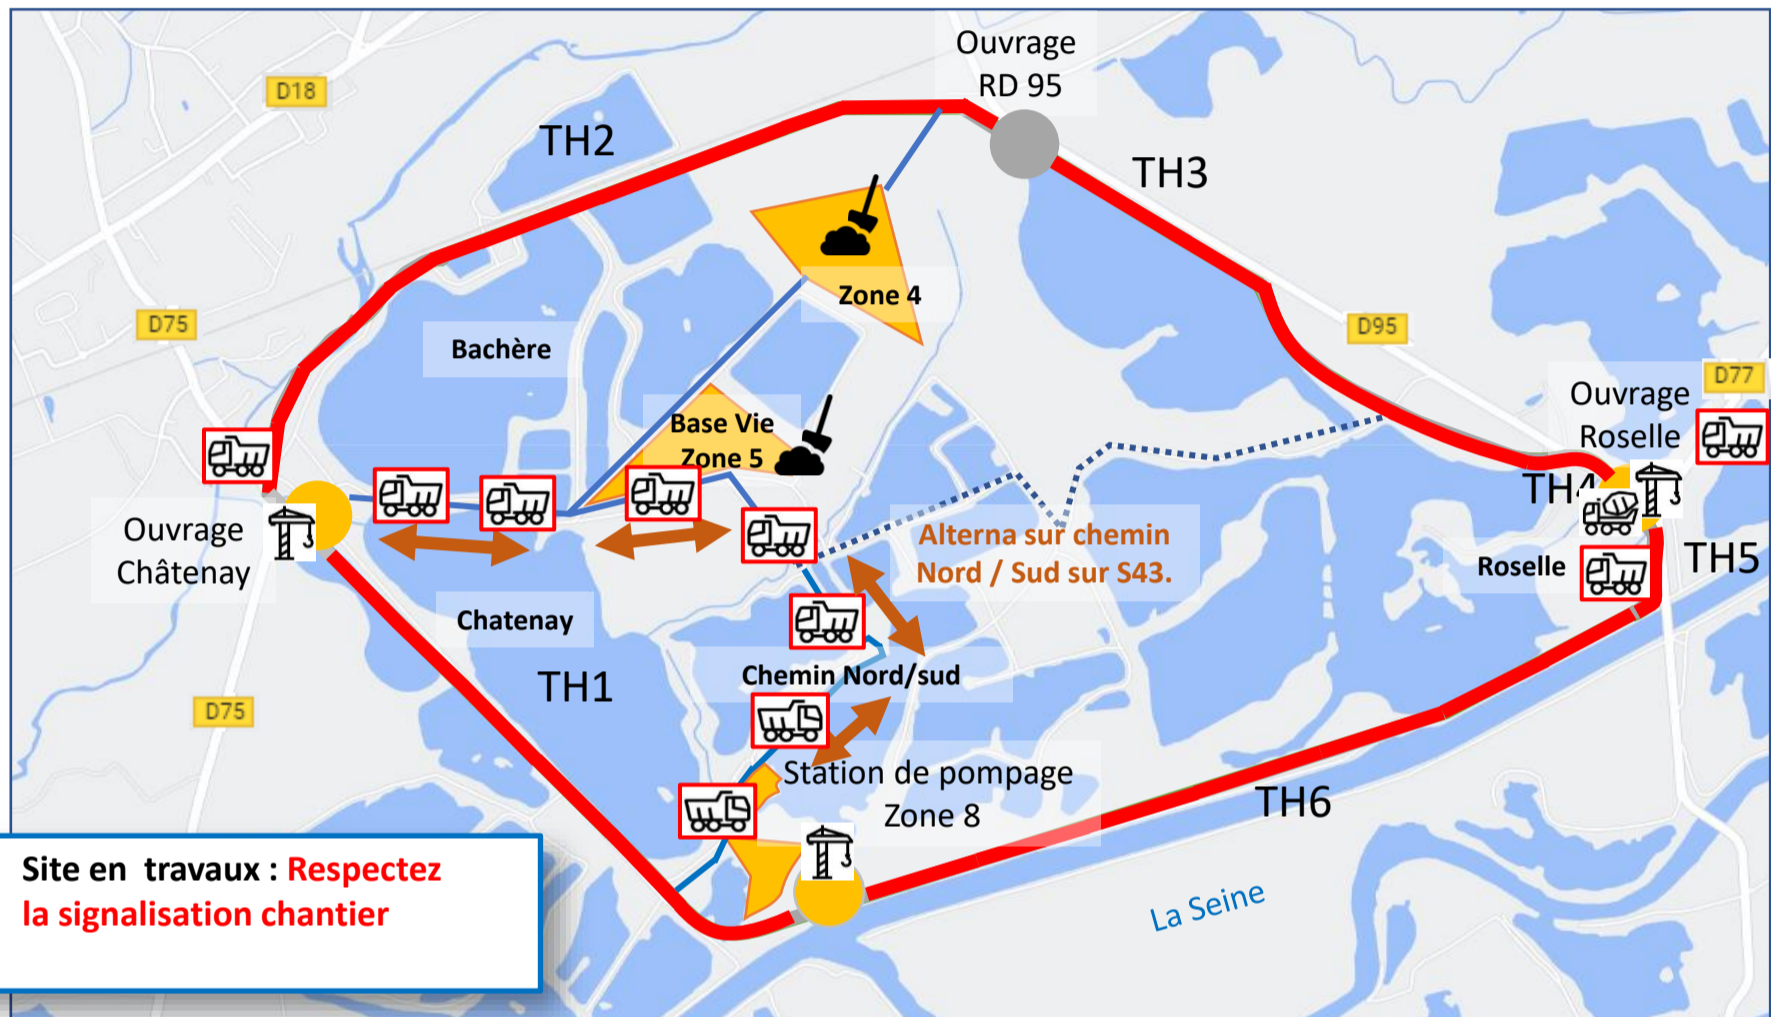 Ouvrage
RD 95
D18
TH2
TH3
Zone 4
D75
Bachère
D95
D77
Ouvrage
Roselle
Base Vie
Zone 5
TH4
Ouvrage
Châtenay
Alterna sur chemin
Nord / Sud sur S43.
Roselle
TH5
Chatenay
Chemin Nord/sud
TH1
D75
Station de pompage
Zone 8
TH6
La Seine
Site en travaux : Respectez
la signalisation chantier